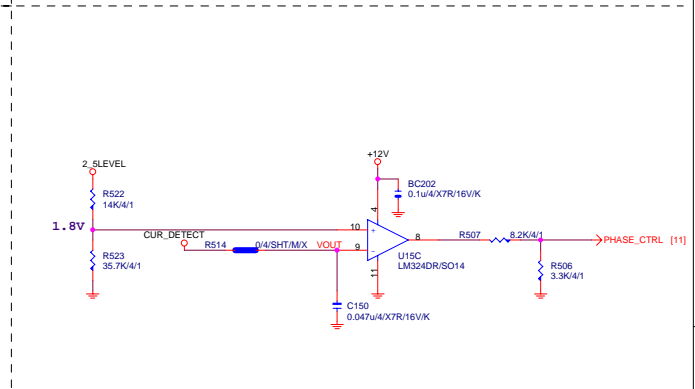 +12V
2_5LEVEL
BC202
0.1u/4/X7R/16V/K
R522
14K/4/1
4
1.8V
10
+
CUR_DETECT
R514
0/4/SHT/M/X
VOUT
9
-
8
R507
8.2K/4/1
PHASE_CTRL [11]
R523
35.7K/4/1
11
U15C
LM324DR/SO14
R506
3.3K/4/1
C150
0.047u/4/X7R/16V/K